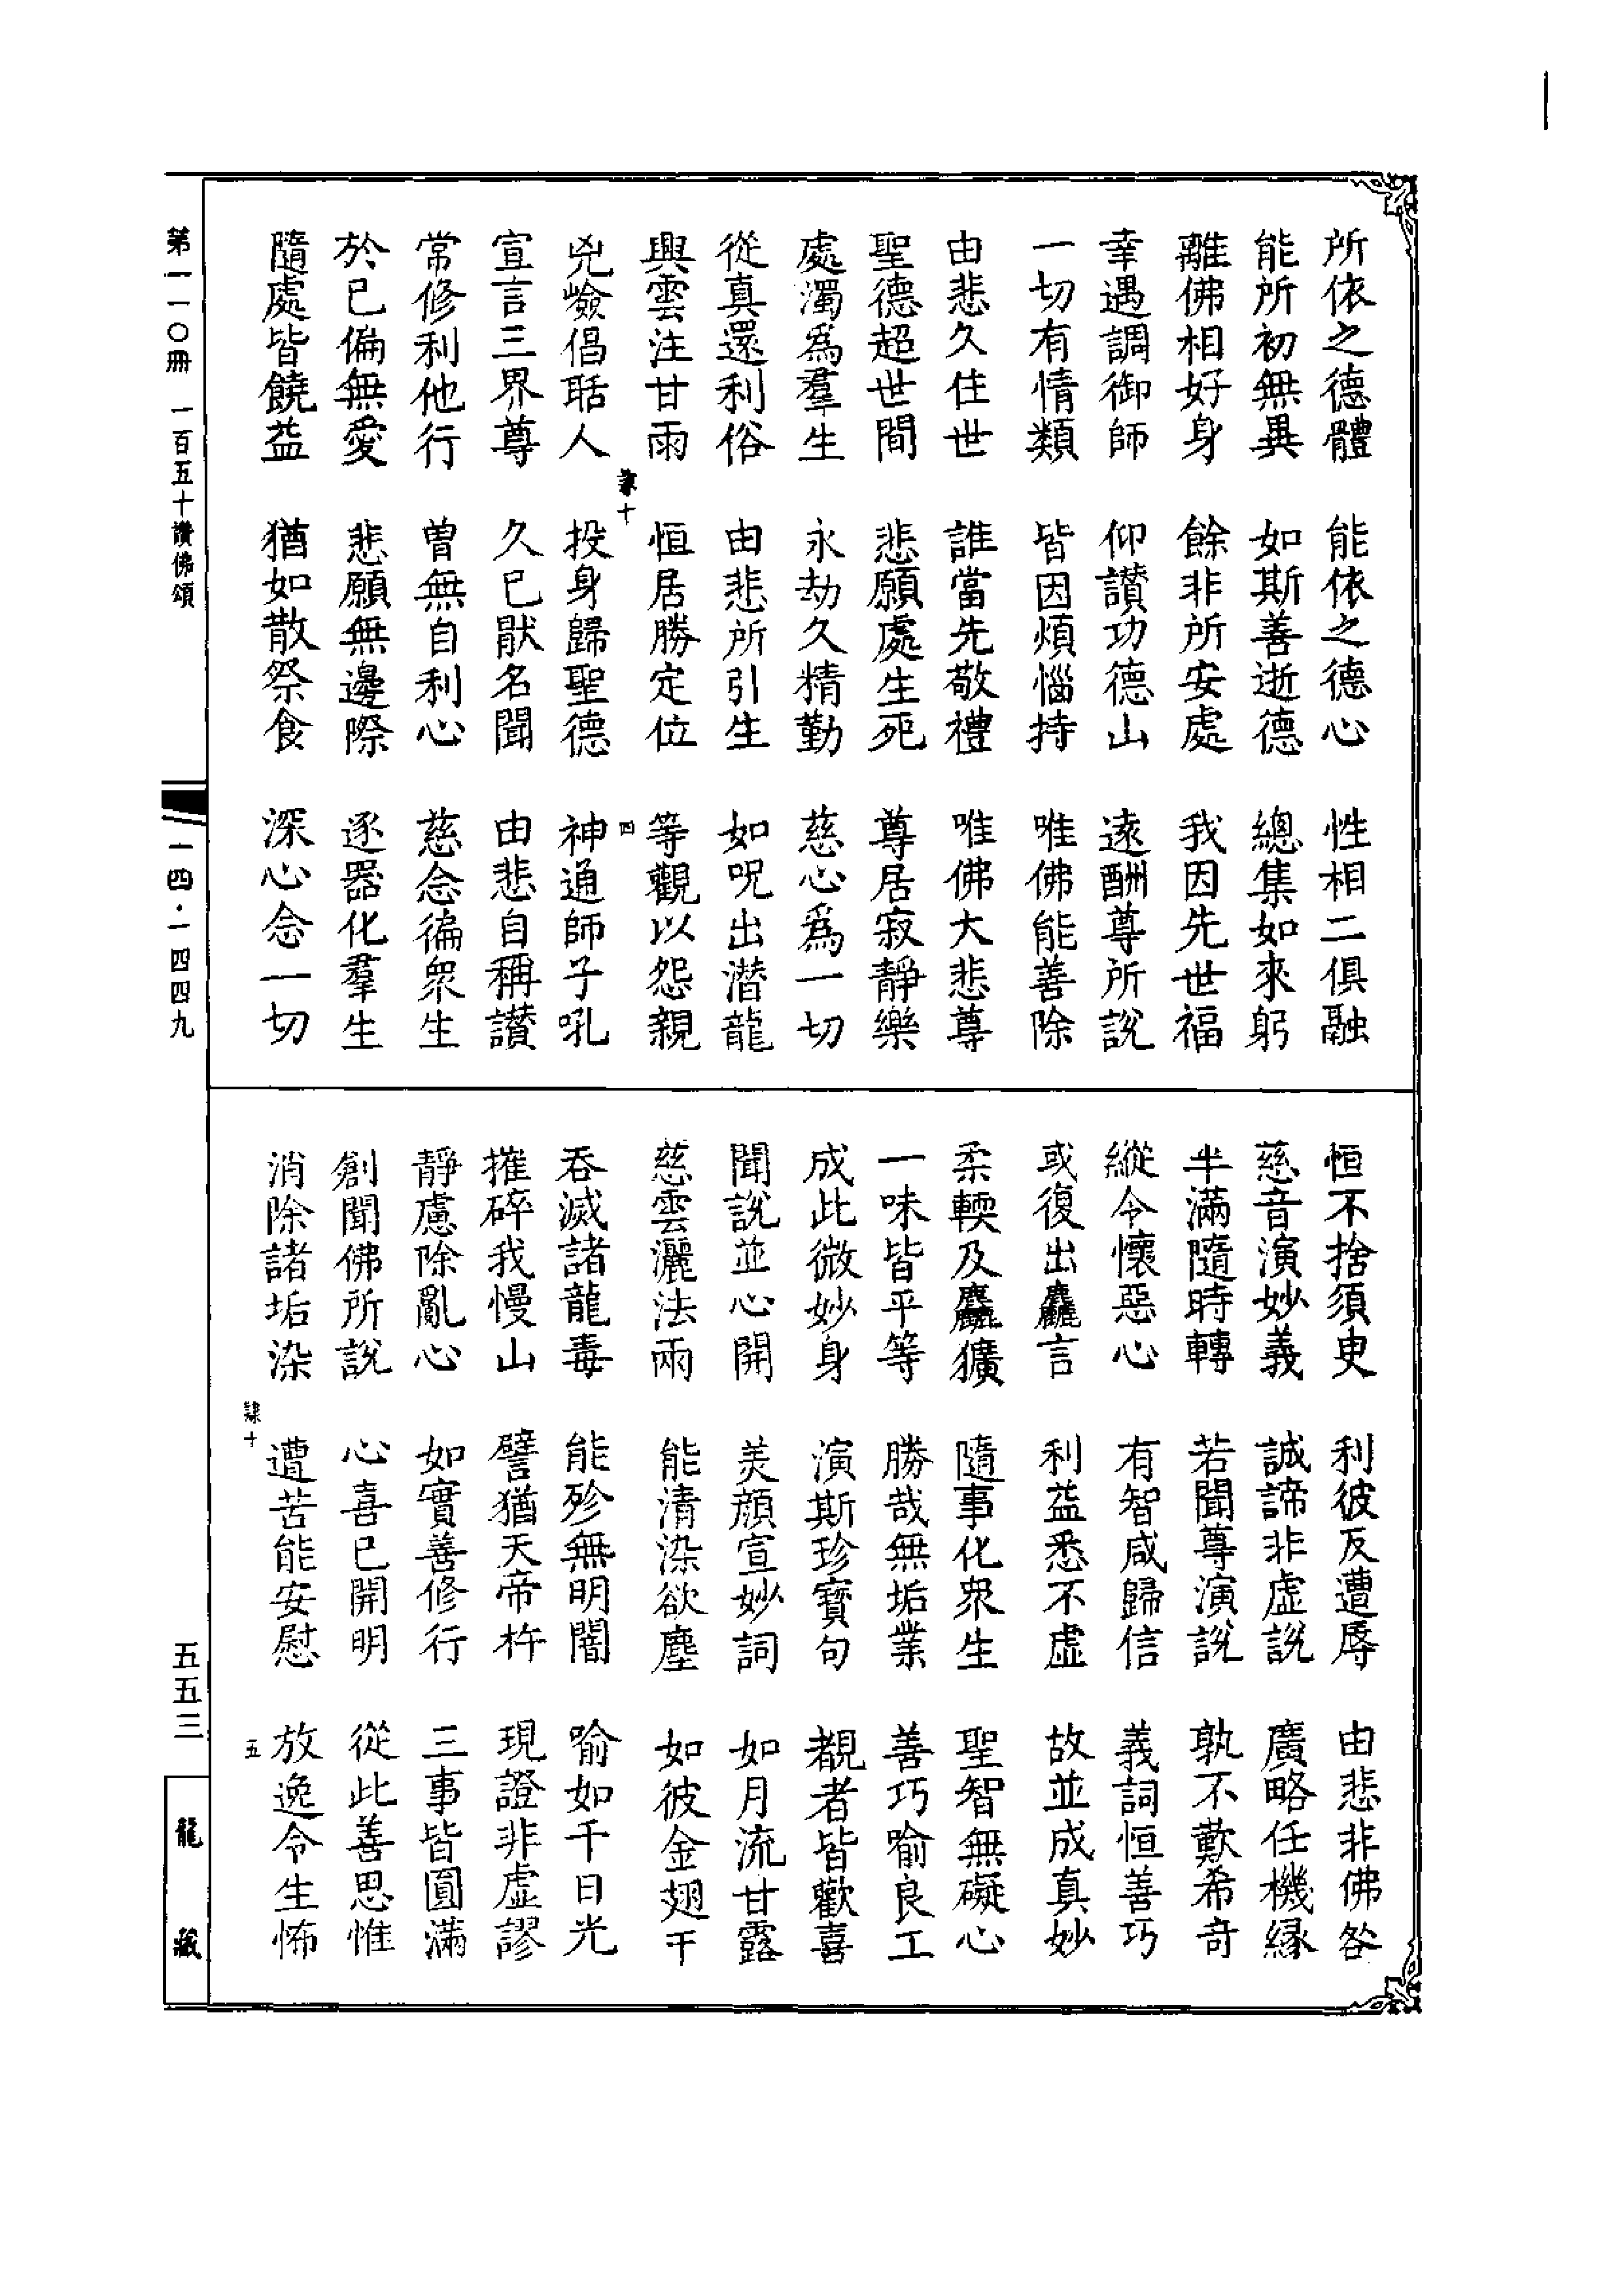 所依之德體　能依之德心　性相二俱融
能所初無異　如斯善逝德　總集如來躬
離佛相好身　餘非所安處　我因先世福
幸遇調御師　仰讚功德山　遠酬尊所說
一切有情類　皆因煩惱持　唯佛能善除
由悲久住世　誰當先敬禮　唯佛大悲尊
聖德超世間　悲願處生死　尊居寂靜樂
處濁為羣生　永劫久精勤　慈心為一切
從真還利俗　由悲所引生　如呪出潛龍
興雲注甘雨　恒居勝定位　等觀以怨親
隸十　四
兇嶮倡聒人　投身歸聖德　神通師子吼
宣言三界尊　久已猒名聞　由悲自稱讚
常修利他行　曾無自利心　慈念徧衆生
於已偏無愛　悲願無邊際　逐器化羣生
隨處皆饒益　猶如散祭食　深心念一切
恒不捨須臾　利彼反遭辱　由悲非佛咎
慈音演妙義　誠諦非虛說　廣略任機緣
半滿隨時轉　若聞尊演說　孰不歎希奇
縱令懷惡心　有智咸歸信　義詞恒善巧
或復出麤言　利益悉不虛　故並成真妙
柔輭及麤獷　隨事化衆生　聖智無礙心
一味皆平等　勝哉無垢業　善巧喻良工
成此微妙身　演斯珍寶句　覩者皆歡喜
聞說並心開　美顏宣妙詞　如月流甘露
慈雲灑法雨　能清染欲塵　如彼金翅王
吞滅諸龍毒　能殄無明闇　喻如千日光
摧碎我慢山　譬猶天帝杵　現證非虛謬
靜慮除亂心　如實善修行　三事皆圓滿
創聞佛所說　心喜已開明　從此善思惟
消除諸垢染　遭苦能安慰　放逸令生怖
隸十　五
第一一〇冊　一百五十讚佛頌　一四·一四四九　五五三　龍藏